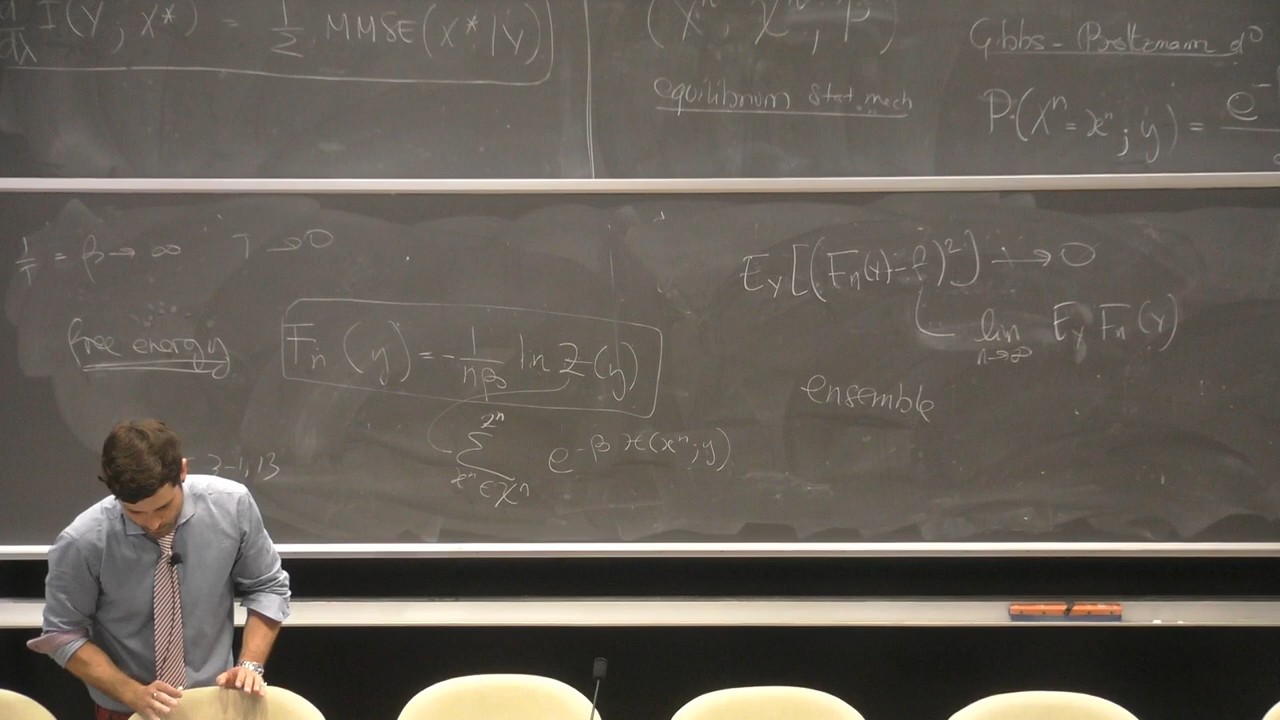 d/dλ I(Y; X*) = 1/2 MMSE(X*|Y)
(X^n, 𝒳^n, P)
equilibrium stat. mech
Gibbs-Boltzmann d°
P(X^n = x^n; y) = e^-
1/T = β → ∞ T → 0
free energy
F_n(y) = -1/nβ ln Z(y)
Σ_{x^n ∈ 𝒳^n}^{2^n} e^{-β ℋ(x^n; y)}
-1, 13
E_Y[(F_n(Y) - f)^2] → 0
lim_{n→∞} E_Y F_n(Y)
ensemble